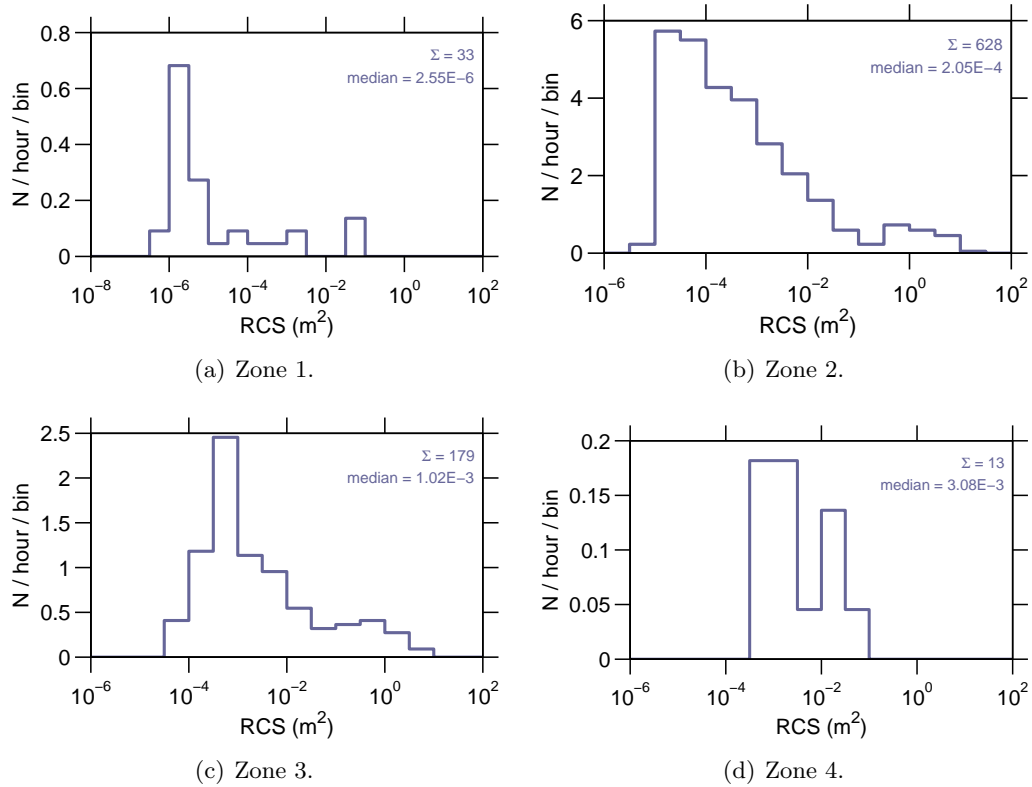 10⁻⁸ 10⁻⁶ 10⁻⁴ 10⁻² 10⁰ 10²
0 0.2 0.4 0.6 0.8
N / hour / bin
RCS (m²)
Σ = 33
median = 2.55E−6
(a) Zone 1.
10⁻⁶ 10⁻⁴ 10⁻² 10⁰ 10²
0 2 4 6
N / hour / bin
RCS (m²)
Σ = 628
median = 2.05E−4
(b) Zone 2.
10⁻⁶ 10⁻⁴ 10⁻² 10⁰ 10²
0 0.5 1 1.5 2 2.5
N / hour / bin
RCS (m²)
Σ = 179
median = 1.02E−3
(c) Zone 3.
10⁻⁶ 10⁻⁴ 10⁻² 10⁰ 10²
0 0.05 0.1 0.15 0.2
N / hour / bin
RCS (m²)
Σ = 13
median = 3.08E−3
(d) Zone 4.